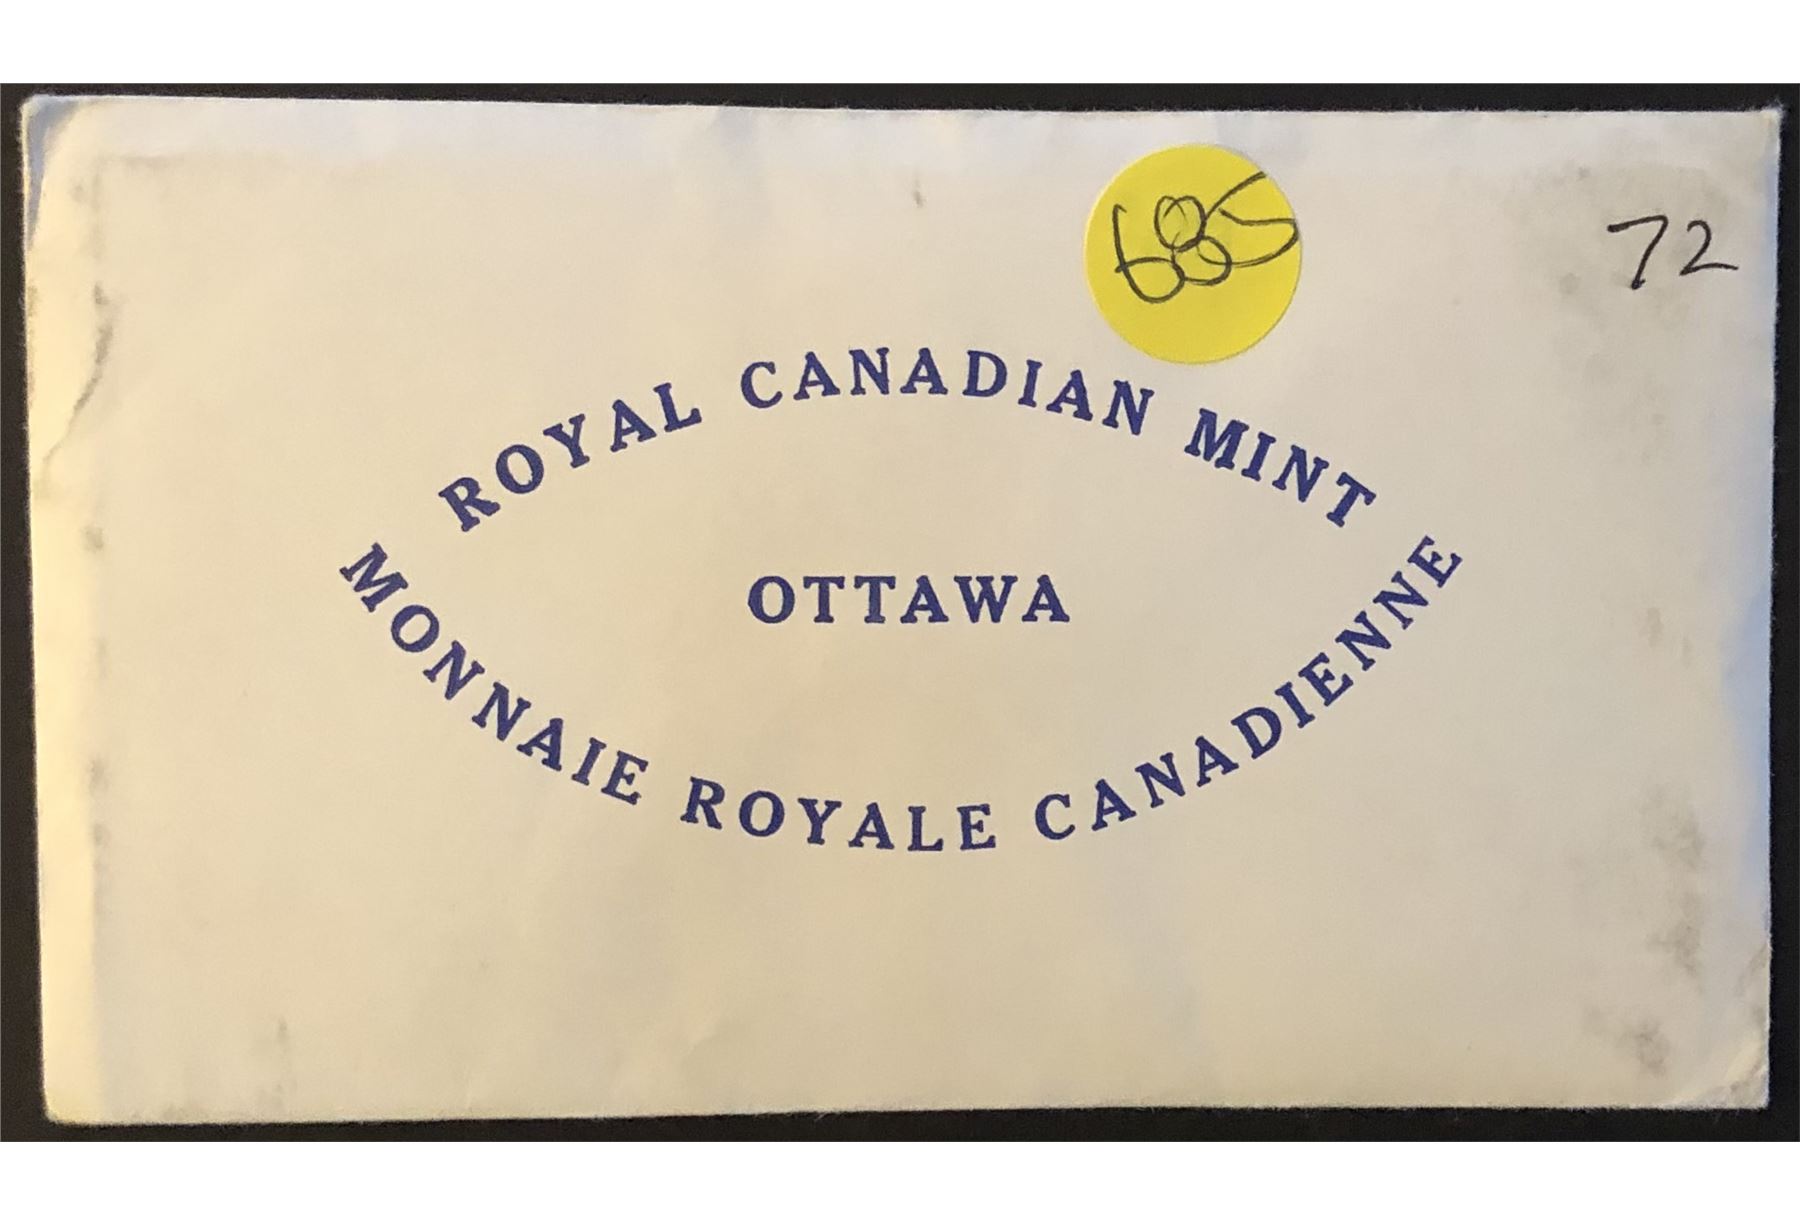 685
72
ROYAL CANADIAN MINT
OTTAWA
MONNAIE ROYALE CANADIENNE